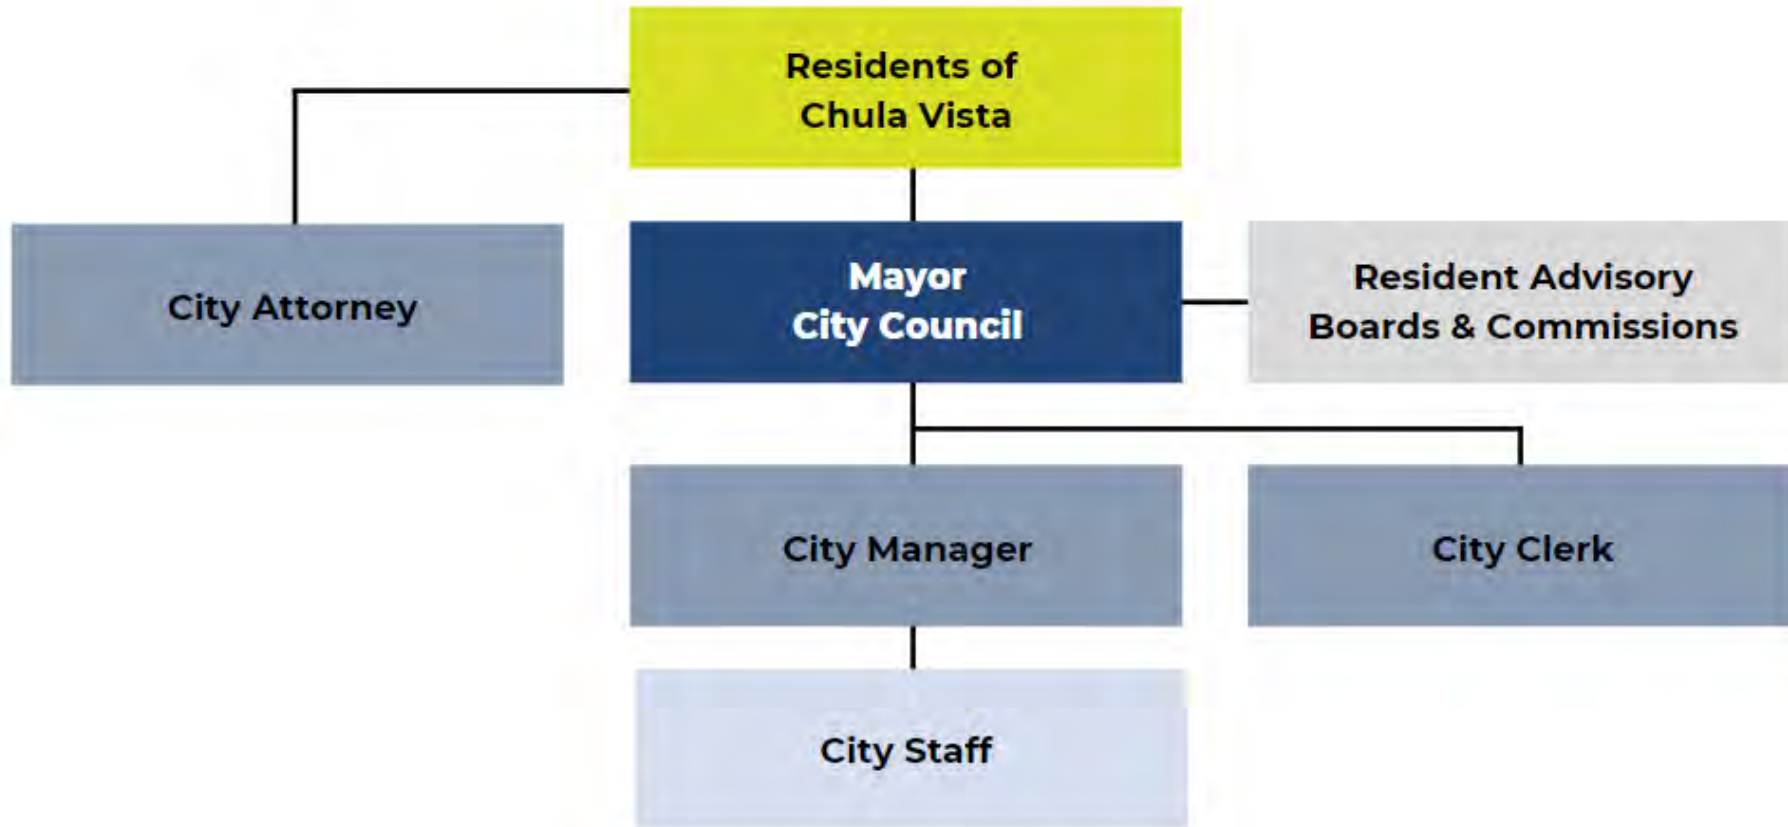 Residents of
Chula Vista
City Attorney
Mayor
City Council
Resident Advisory
Boards & Commissions
City Manager
City Clerk
City Staff